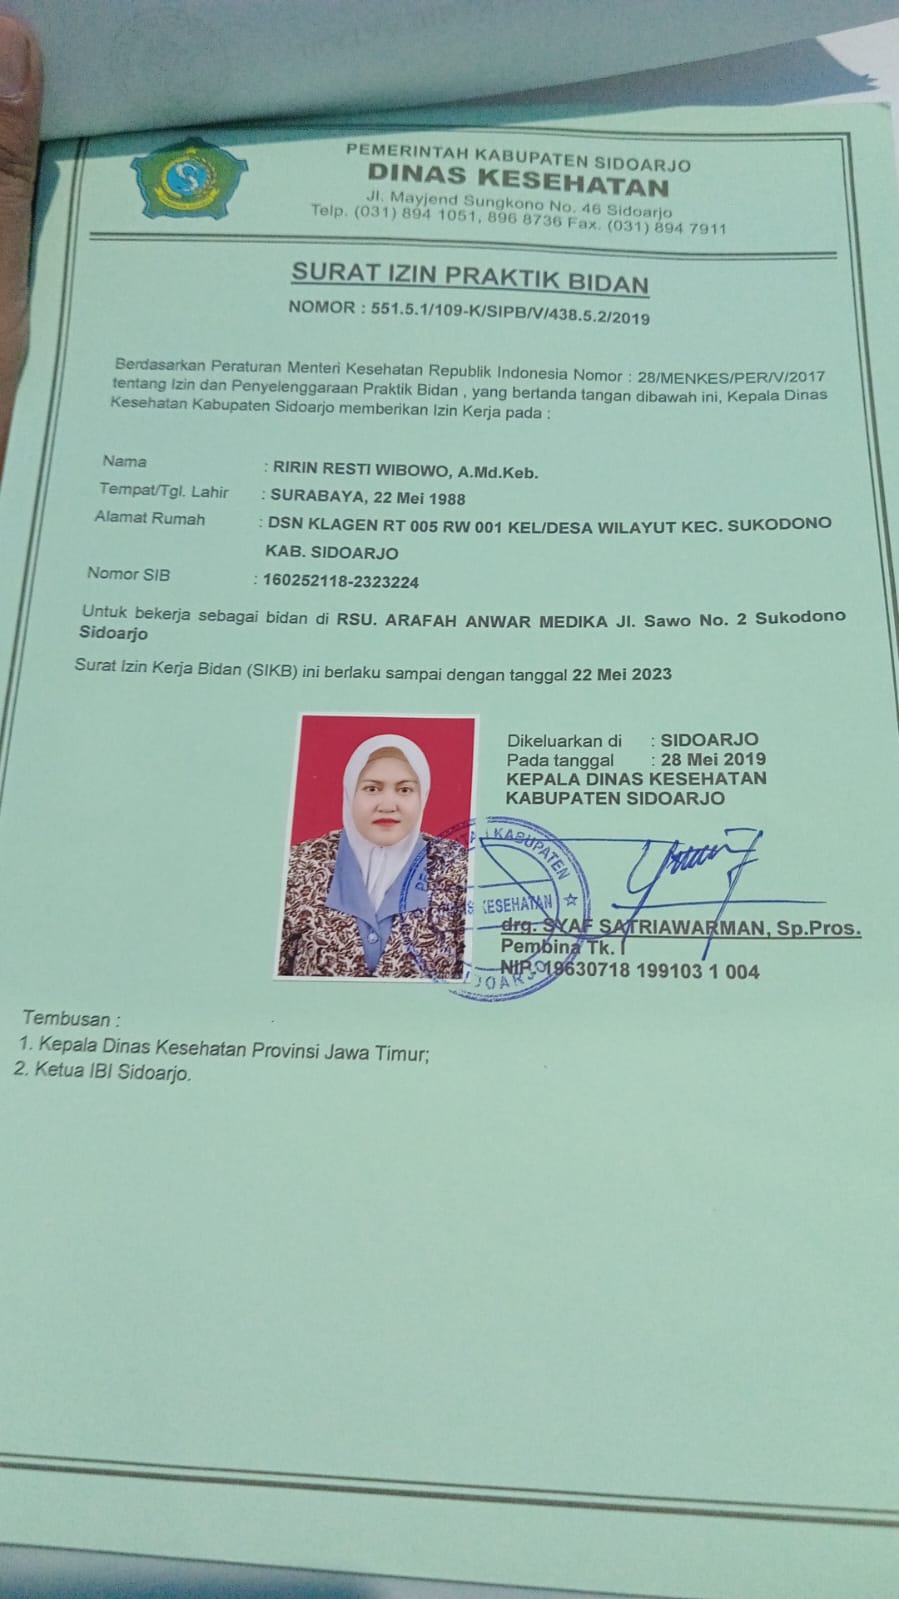 PEMERINTAH KABUPATEN SIDOARJO
DINAS KESEHATAN
Jl. Mayjend Sungkono No. 46 Sidoarjo
Telp. (031) 894 1051, 896 8736 Fax. (031) 894 7911
SURAT IZIN PRAKTIK BIDAN
NOMOR : 551.5.1/109-K/SIPB/V/438.5.2/2019
Berdasarkan Peraturan Menteri Kesehatan Republik Indonesia Nomor : 28/MENKES/PER/V/2017
tentang Izin dan Penyelenggaraan Praktik Bidan , yang bertanda tangan dibawah ini, Kepala Dinas
Kesehatan Kabupaten Sidoarjo memberikan Izin Kerja pada :
Nama : RIRIN RESTI WIBOWO, A.Md.Keb.
Tempat/Tgl. Lahir : SURABAYA, 22 Mei 1988
Alamat Rumah : DSN KLAGEN RT 005 RW 001 KEL/DESA WILAYUT KEC. SUKODONO
KAB. SIDOARJO
Nomor SIB : 160252118-2323224
Untuk bekerja sebagai bidan di RSU. ARAFAH ANWAR MEDIKA Jl. Sawo No. 2 Sukodono
Sidoarjo
Surat Izin Kerja Bidan (SIKB) ini berlaku sampai dengan tanggal 22 Mei 2023
Dikeluarkan di : SIDOARJO
Pada tanggal : 28 Mei 2019
KEPALA DINAS KESEHATAN
KABUPATEN SIDOARJO
KABUPATEN
KESEHATAN
drg. SYAF SATRIAWARMAN, Sp.Pros.
Pembina Tk. I
NIP. 19630718 199103 1 004
Tembusan :
1. Kepala Dinas Kesehatan Provinsi Jawa Timur;
2. Ketua IBI Sidoarjo.